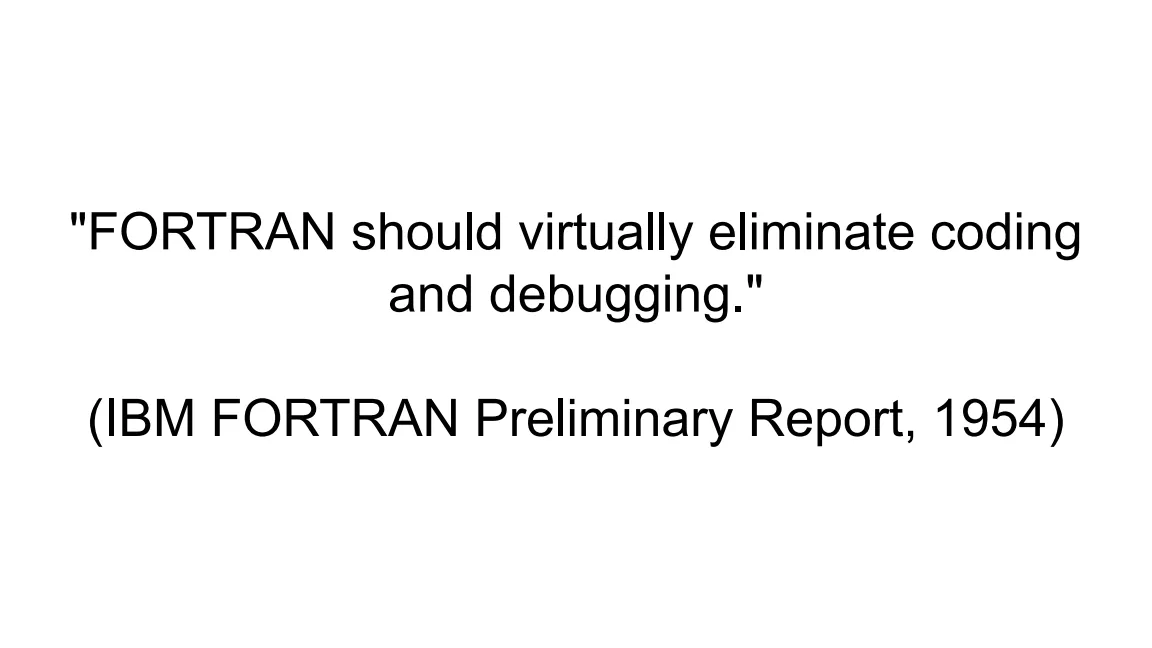 "FORTRAN should virtually eliminate coding
and debugging."
(IBM FORTRAN Preliminary Report, 1954)